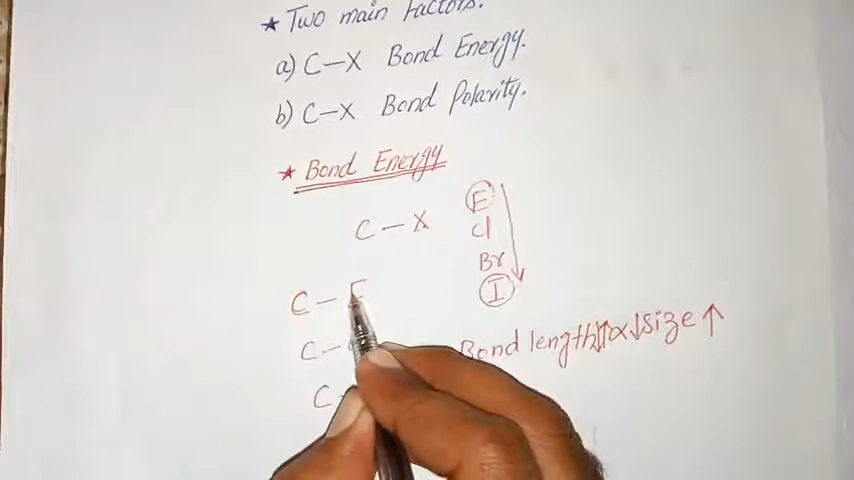 ★ Two main Factors.
a) C—X Bond Energy.
b) C—X Bond Polarity.
★ Bond Energy
F
C — X Cl
Br
I
C — F
C —
C
Bond length ↑ ∝ ↓ size ↑